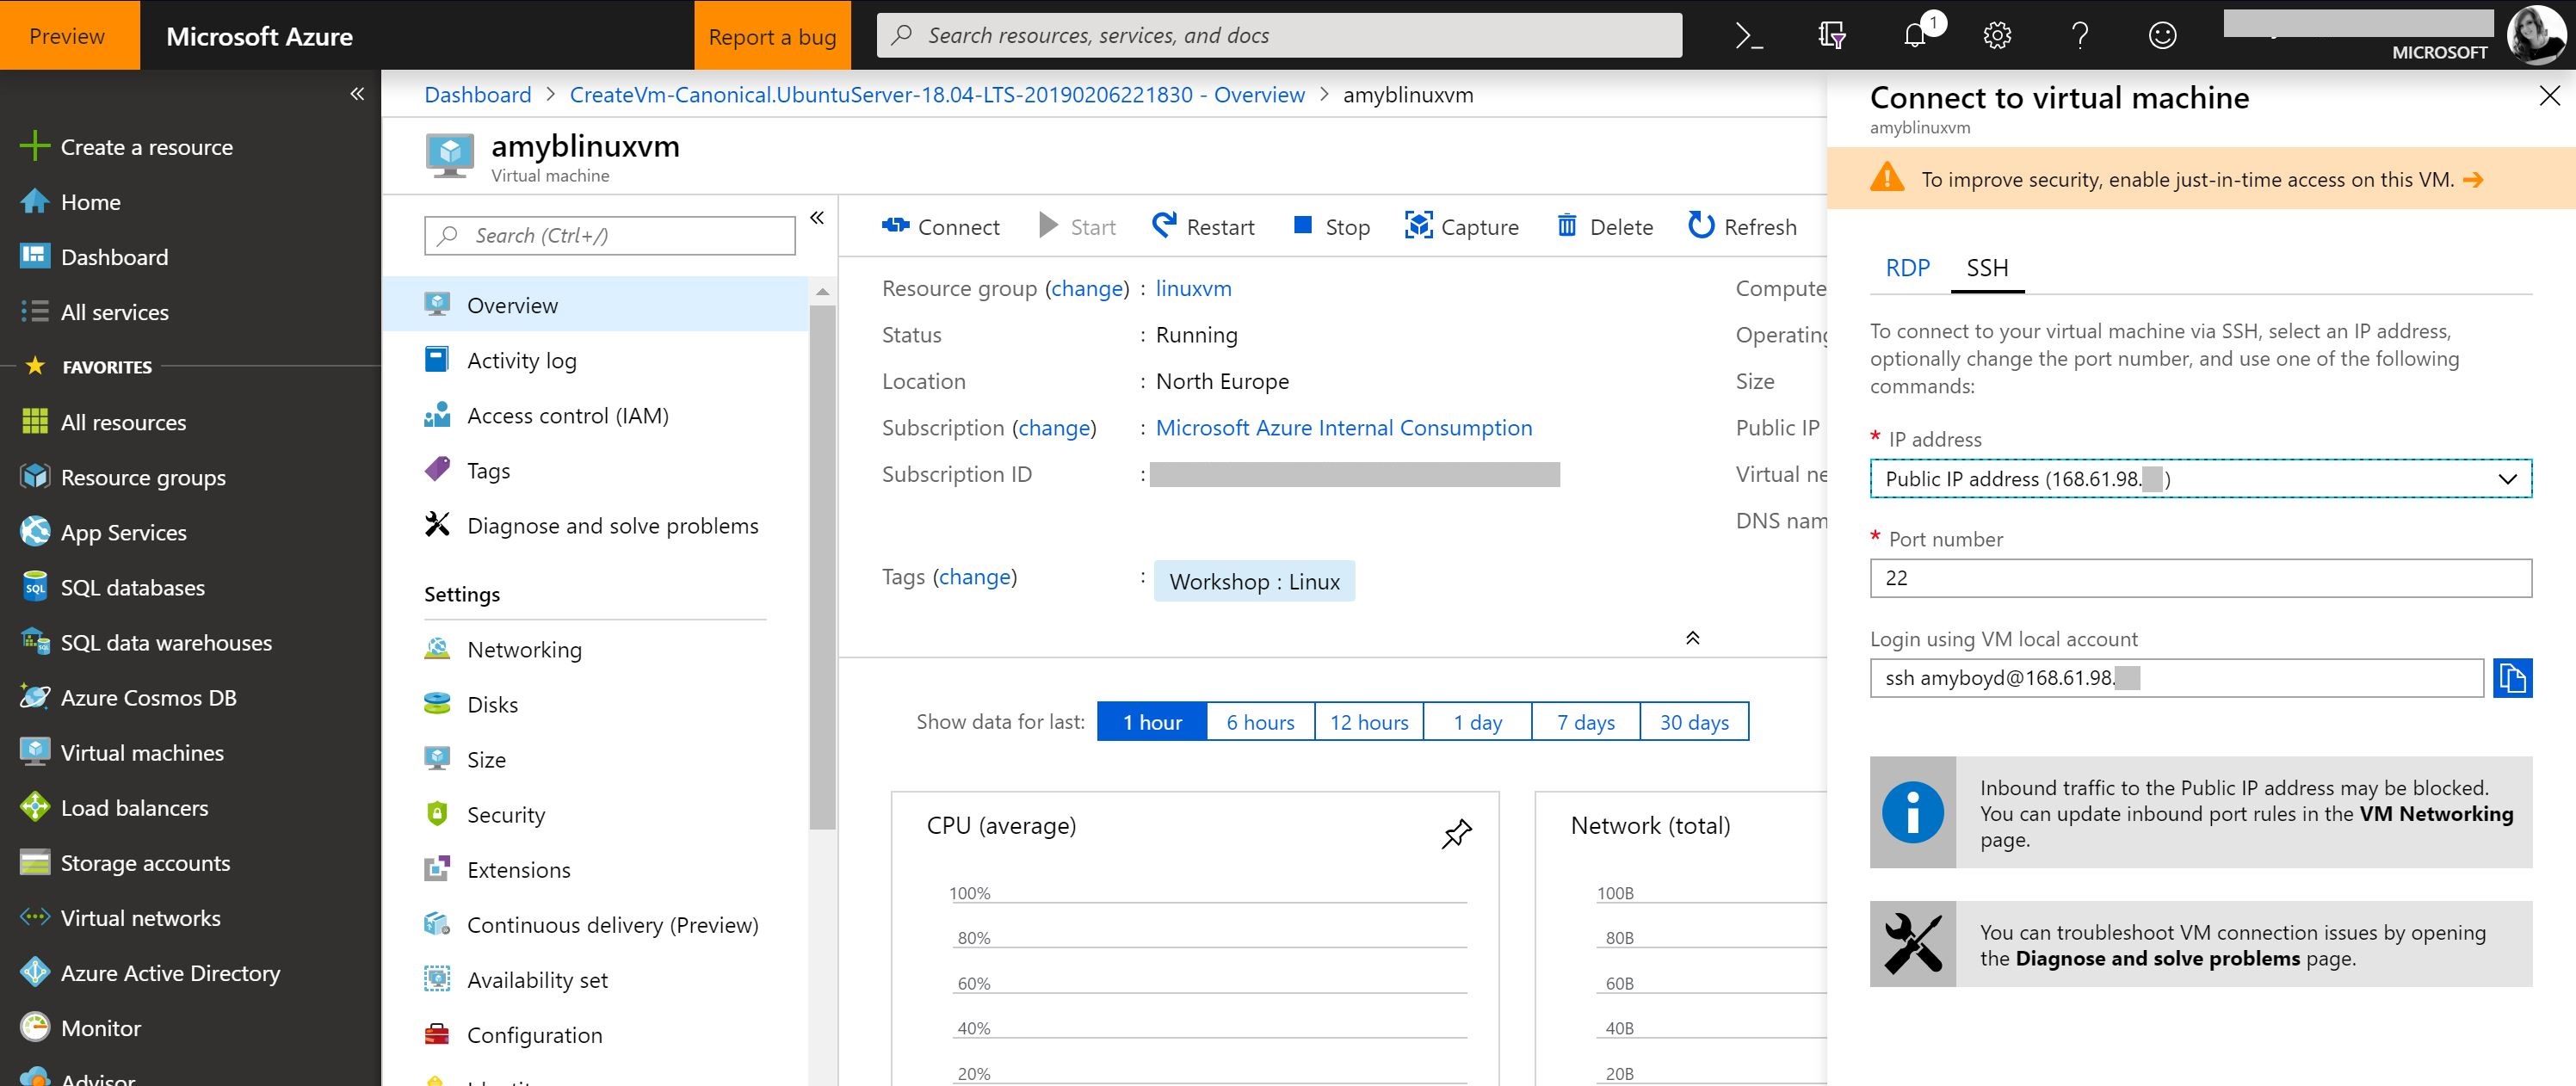 Preview
Microsoft Azure
Report a bug
Search resources, services, and docs
1
MICROSOFT
Create a resource
Home
Dashboard
All services
FAVORITES
All resources
Resource groups
App Services
SQL databases
SQL data warehouses
Azure Cosmos DB
Virtual machines
Load balancers
Storage accounts
Virtual networks
Azure Active Directory
Monitor
Advisor
Dashboard > CreateVm-Canonical.UbuntuServer-18.04-LTS-20190206221830 - Overview > amyblinuxvm
amyblinuxvm
Virtual machine
Search (Ctrl+/)
Overview
Activity log
Access control (IAM)
Tags
Diagnose and solve problems
Settings
Networking
Disks
Size
Security
Extensions
Continuous delivery (Preview)
Availability set
Configuration
Connect
Start
Restart
Stop
Capture
Delete
Refresh
Resource group (change) : linuxvm
Status : Running
Location : North Europe
Subscription (change) : Microsoft Azure Internal Consumption
Subscription ID :
Tags (change) : Workshop : Linux
Compute
Operating
Size
Public IP
Virtual ne
DNS nam
Show data for last: 1 hour 6 hours 12 hours 1 day 7 days 30 days
CPU (average)
100%
80%
60%
40%
20%
Network (total)
100B
80B
60B
40B
20B
Connect to virtual machine
amyblinuxvm
To improve security, enable just-in-time access on this VM.
RDP SSH
To connect to your virtual machine via SSH, select an IP address,
optionally change the port number, and use one of the following
commands:
* IP address
Public IP address (168.61.98. )
* Port number
22
Login using VM local account
ssh amyboyd@168.61.98.
Inbound traffic to the Public IP address may be blocked.
You can update inbound port rules in the VM Networking
page.
You can troubleshoot VM connection issues by opening
the Diagnose and solve problems page.